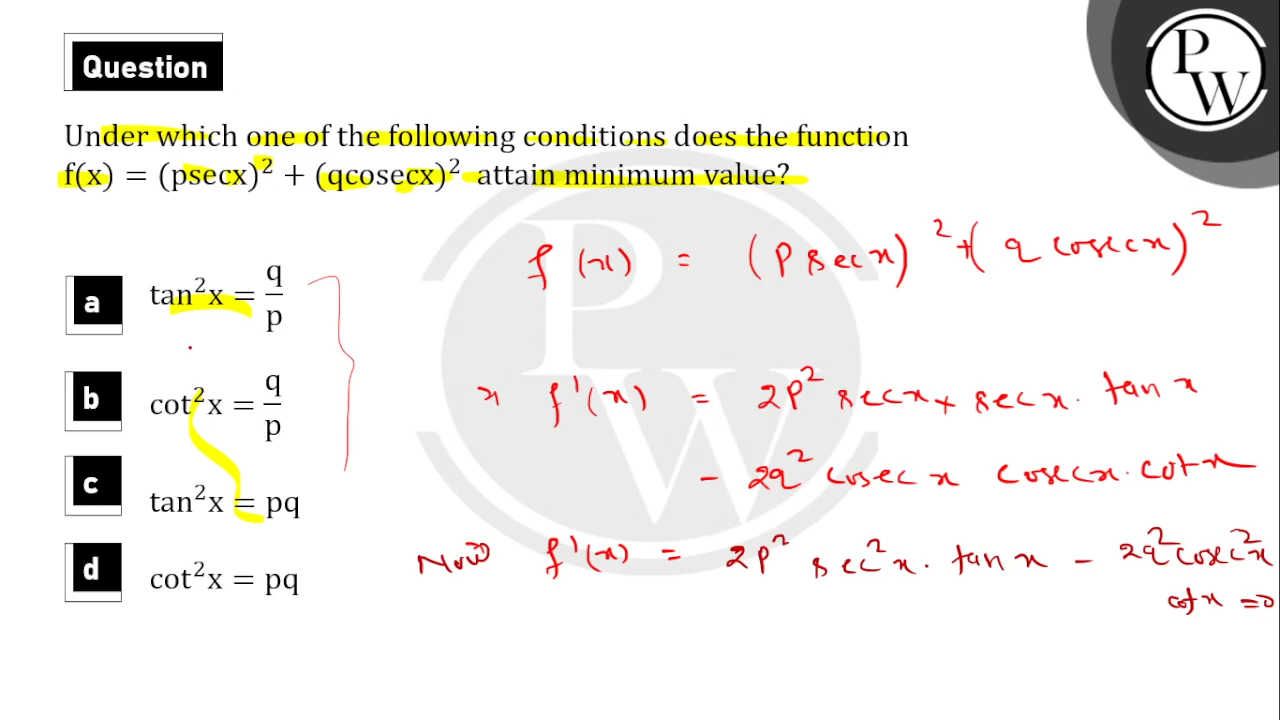 Question
PW
Under which one of the following conditions does the function
f(x) = (psecx)² + (qcosecx)² attain minimum value?
a tan²x = q/p
b cot²x = q/p
c tan²x = pq
d cot²x = pq
f(x) = (p sec x)² + (q cosec x)²
f'(x) = 2p² sec x × sec x . tan x
- 2q² cosec x cosec x . cot x
Now f'(x) = 2p² sec²x . tan x - 2q² cosec²x
cot x = 0
PW